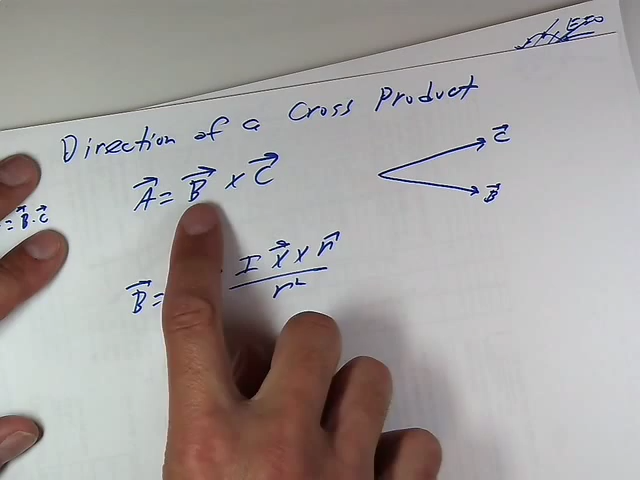 Direction of a Cross Product
A⃗ = B⃗ × C⃗
C⃗
B⃗
= B⃗ · C⃗
B⃗ = I x⃗ × r⃗
r²